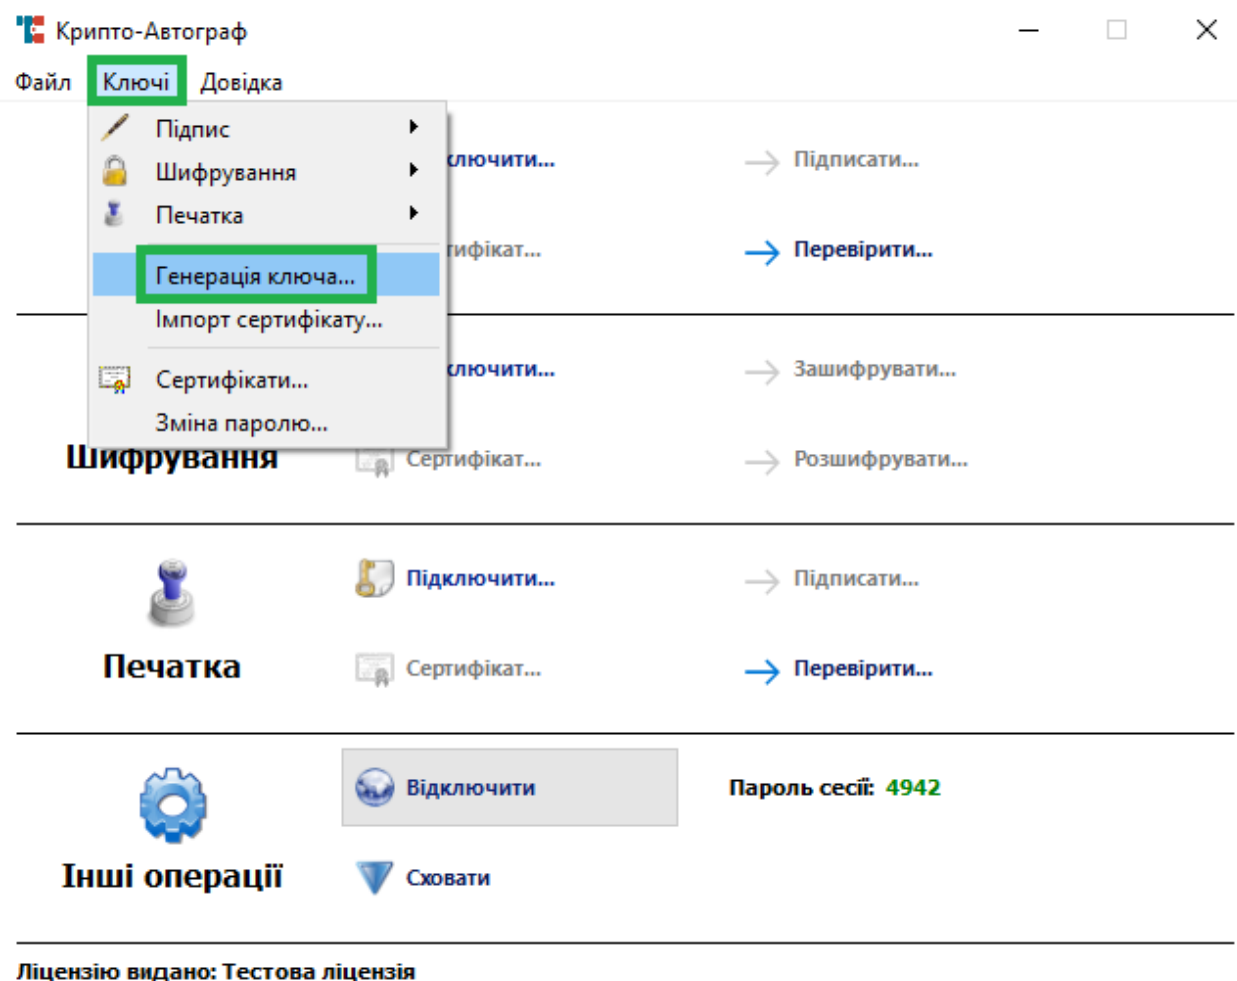 Крипто-Автограф
Файл Ключі Довідка
Підпис
Шифрування
Печатка
Генерація ключа...
Імпорт сертифікату...
Сертифікати...
Зміна паролю...
ключити... Підписати...
тифікат... Перевірити...
ключити... Зашифрувати...
Шифрування Сертифікат... Розшифрувати...
Підключити... Підписати...
Печатка Сертифікат... Перевірити...
Відключити Пароль сесії: 4942
Інші операції Сховати
Ліцензію видано: Тестова ліцензія